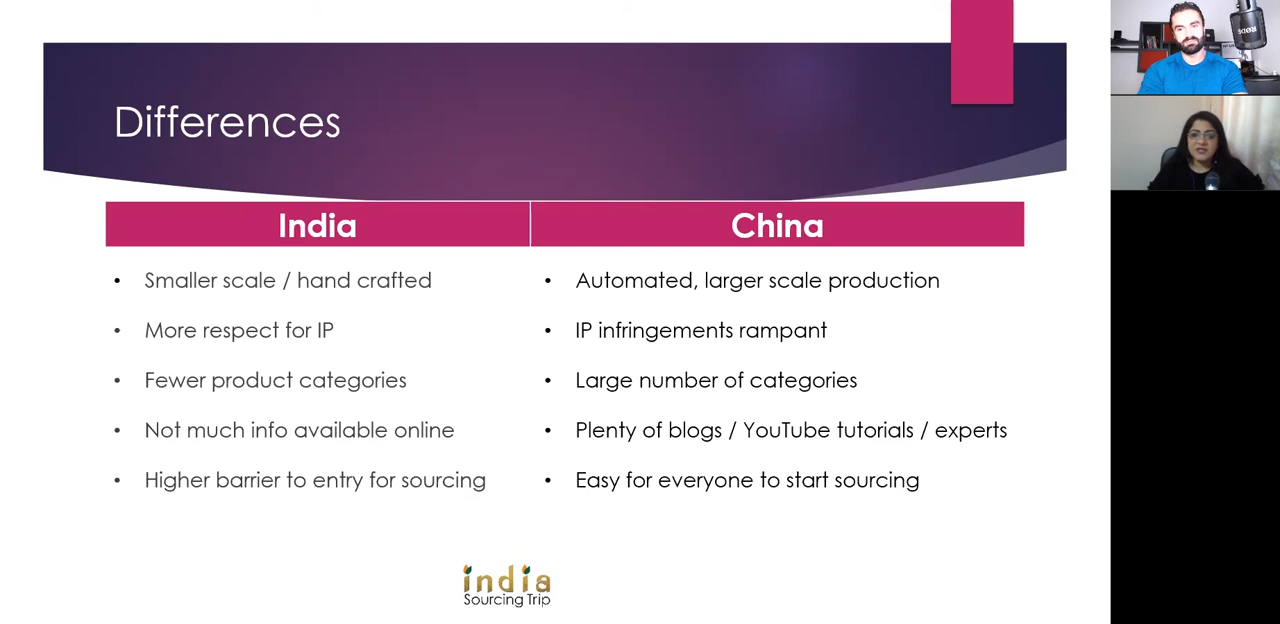 Differences
India
China
• Smaller scale / hand crafted
• Automated, larger scale production
• More respect for IP
• IP infringements rampant
• Fewer product categories
• Large number of categories
• Not much info available online
• Plenty of blogs / YouTube tutorials / experts
• Higher barrier to entry for sourcing
• Easy for everyone to start sourcing
india
Sourcing Trip
RØDE